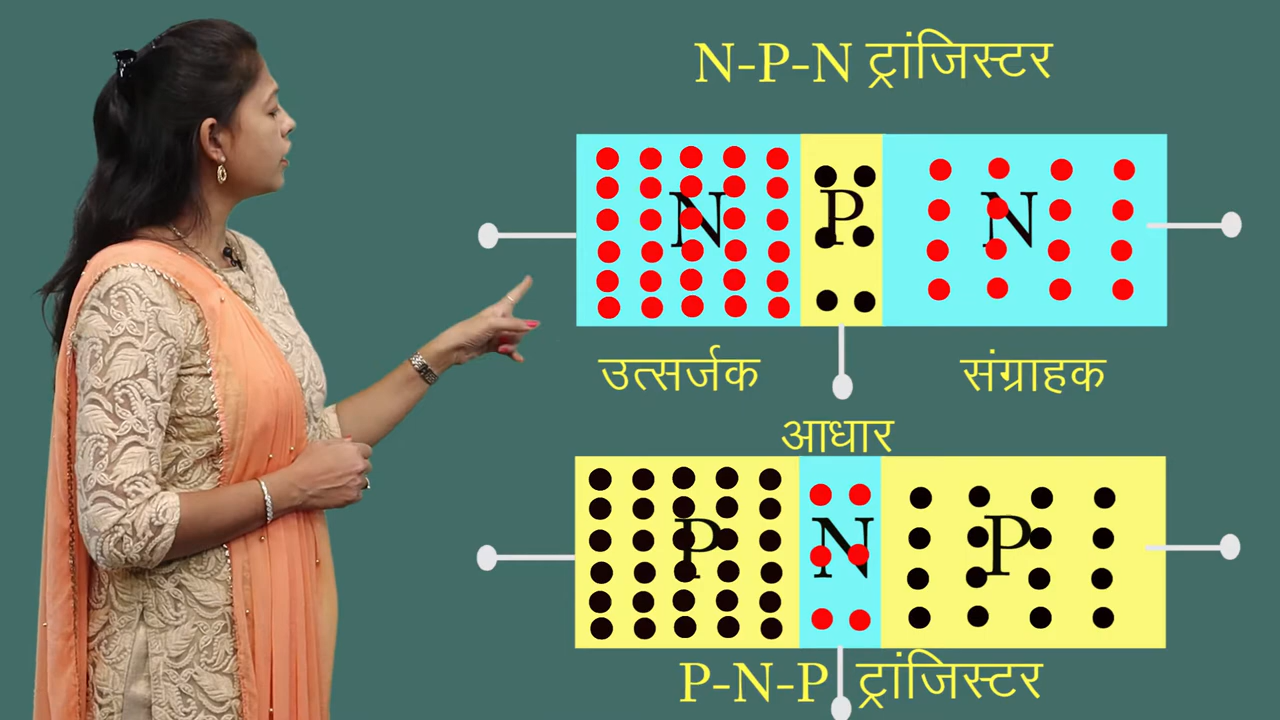 N-P-N ट्रांजिस्टर
N P N
उत्सर्जक संग्राहक
आधार
P N P
P-N-P ट्रांजिस्टर